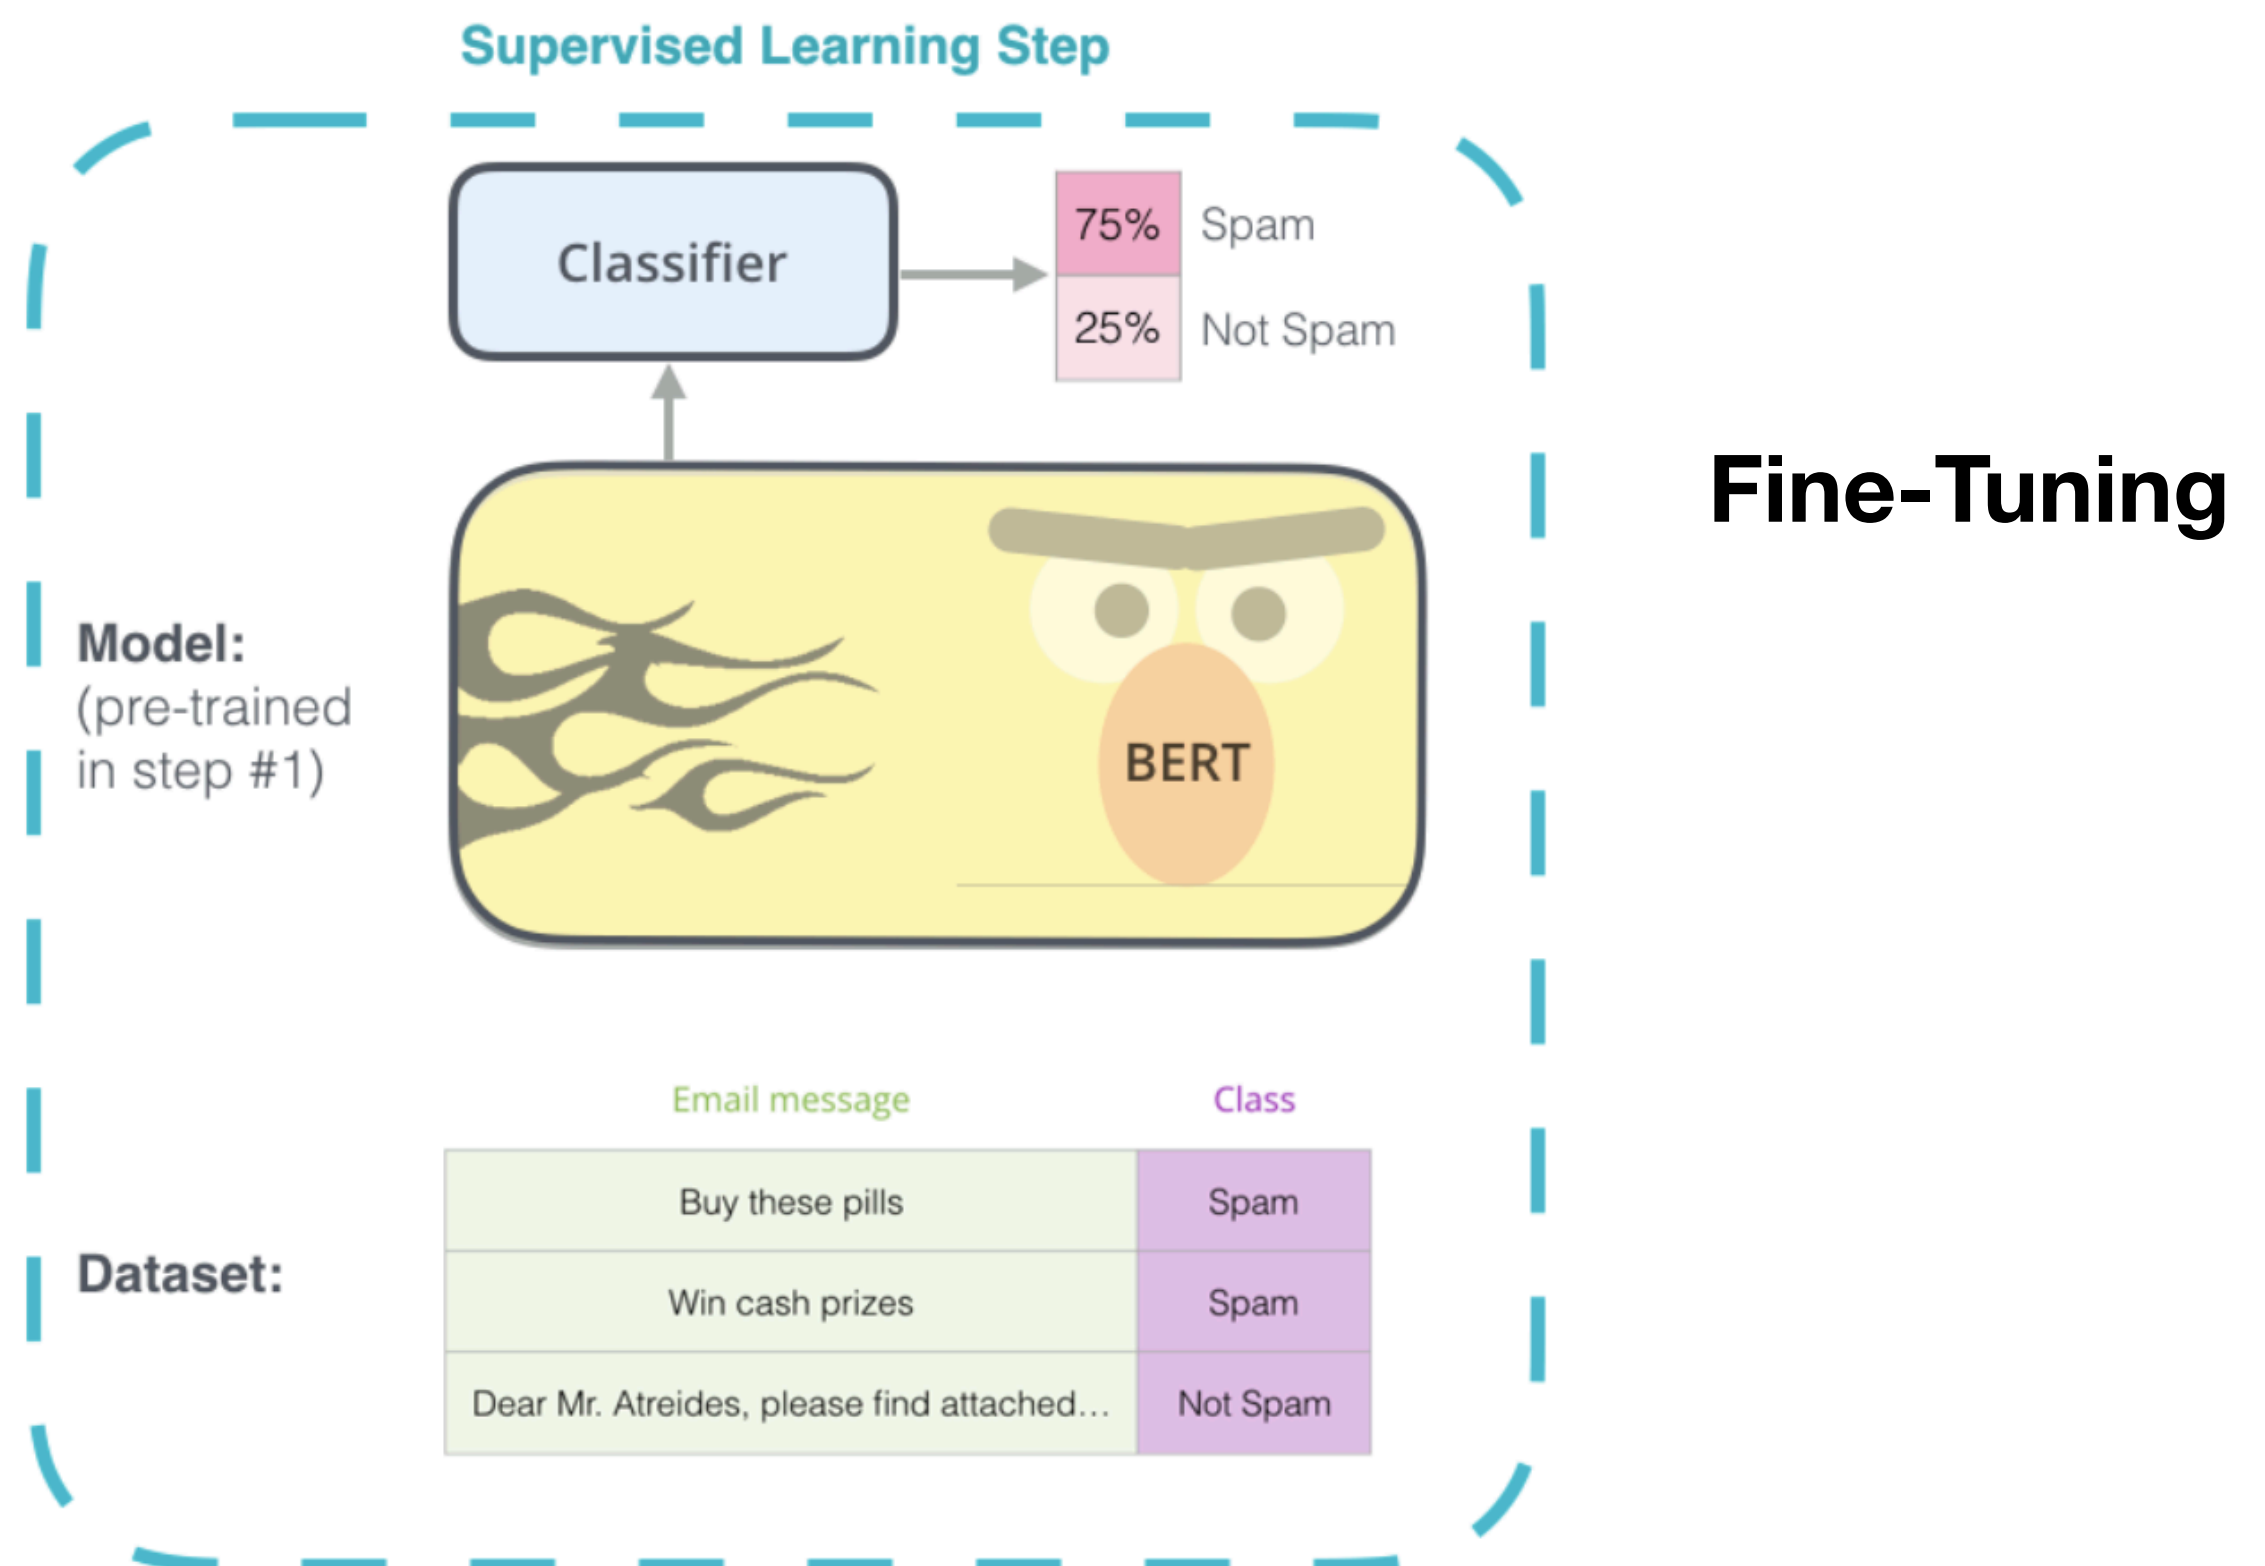 Supervised Learning Step
Classifier
75% Spam
25% Not Spam
Fine-Tuning
Model:
(pre-trained
in step #1)
BERT
Email message Class
Buy these pills Spam
Dataset:
Win cash prizes Spam
Dear Mr. Atreides, please find attached... Not Spam